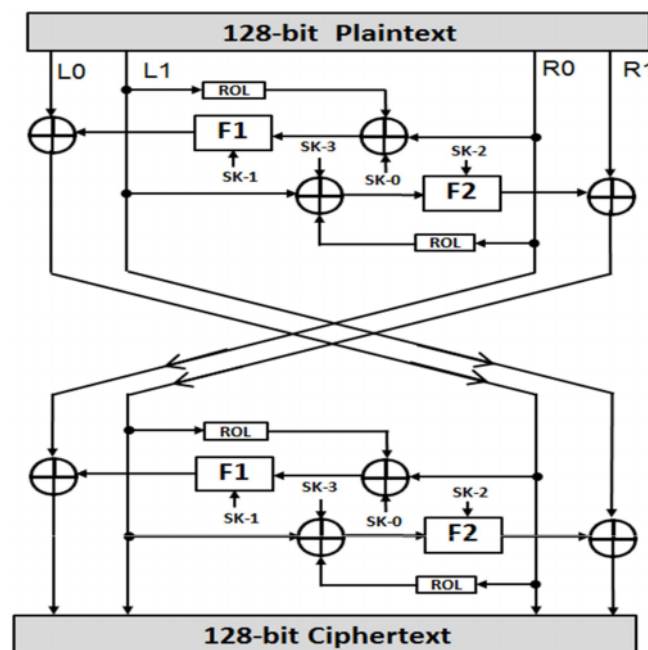 128-bit Plaintext
L0 L1 R0 R1
ROL
F1
SK-3
SK-2
SK-1
SK-0
F2
ROL
ROL
F1
SK-3
SK-2
SK-1
SK-0
F2
ROL
128-bit Ciphertext